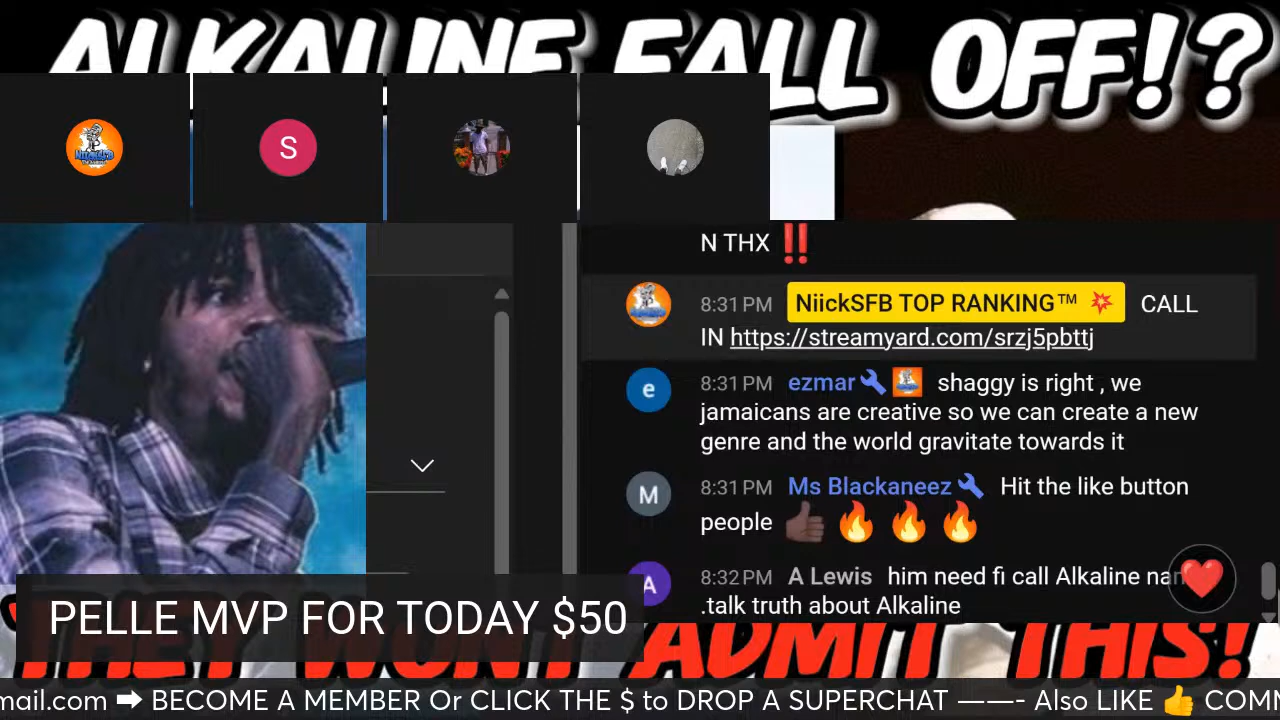 ALKALINE FALL OFF!?
S
N THX ‼️
8:31 PM NiickSFB TOP RANKING™ 💥 CALL
IN https://streamyard.com/srzj5pbttj
e 8:31 PM ezmar🔧 shaggy is right , we
jamaicans are creative so we can create a new
genre and the world gravitate towards it
M 8:31 PM Ms Blackaneez🔧 Hit the like button
people 👍🏿 🔥 🔥 🔥
A 8:32 PM A Lewis him need fi call Alkaline
.talk truth about Alkaline
PELLE MVP FOR TODAY $50
THEY WONT ADMIT THIS!
mail.com ➡ BECOME A MEMBER Or CLICK THE $ to DROP A SUPERCHAT ——- Also LIKE 👍